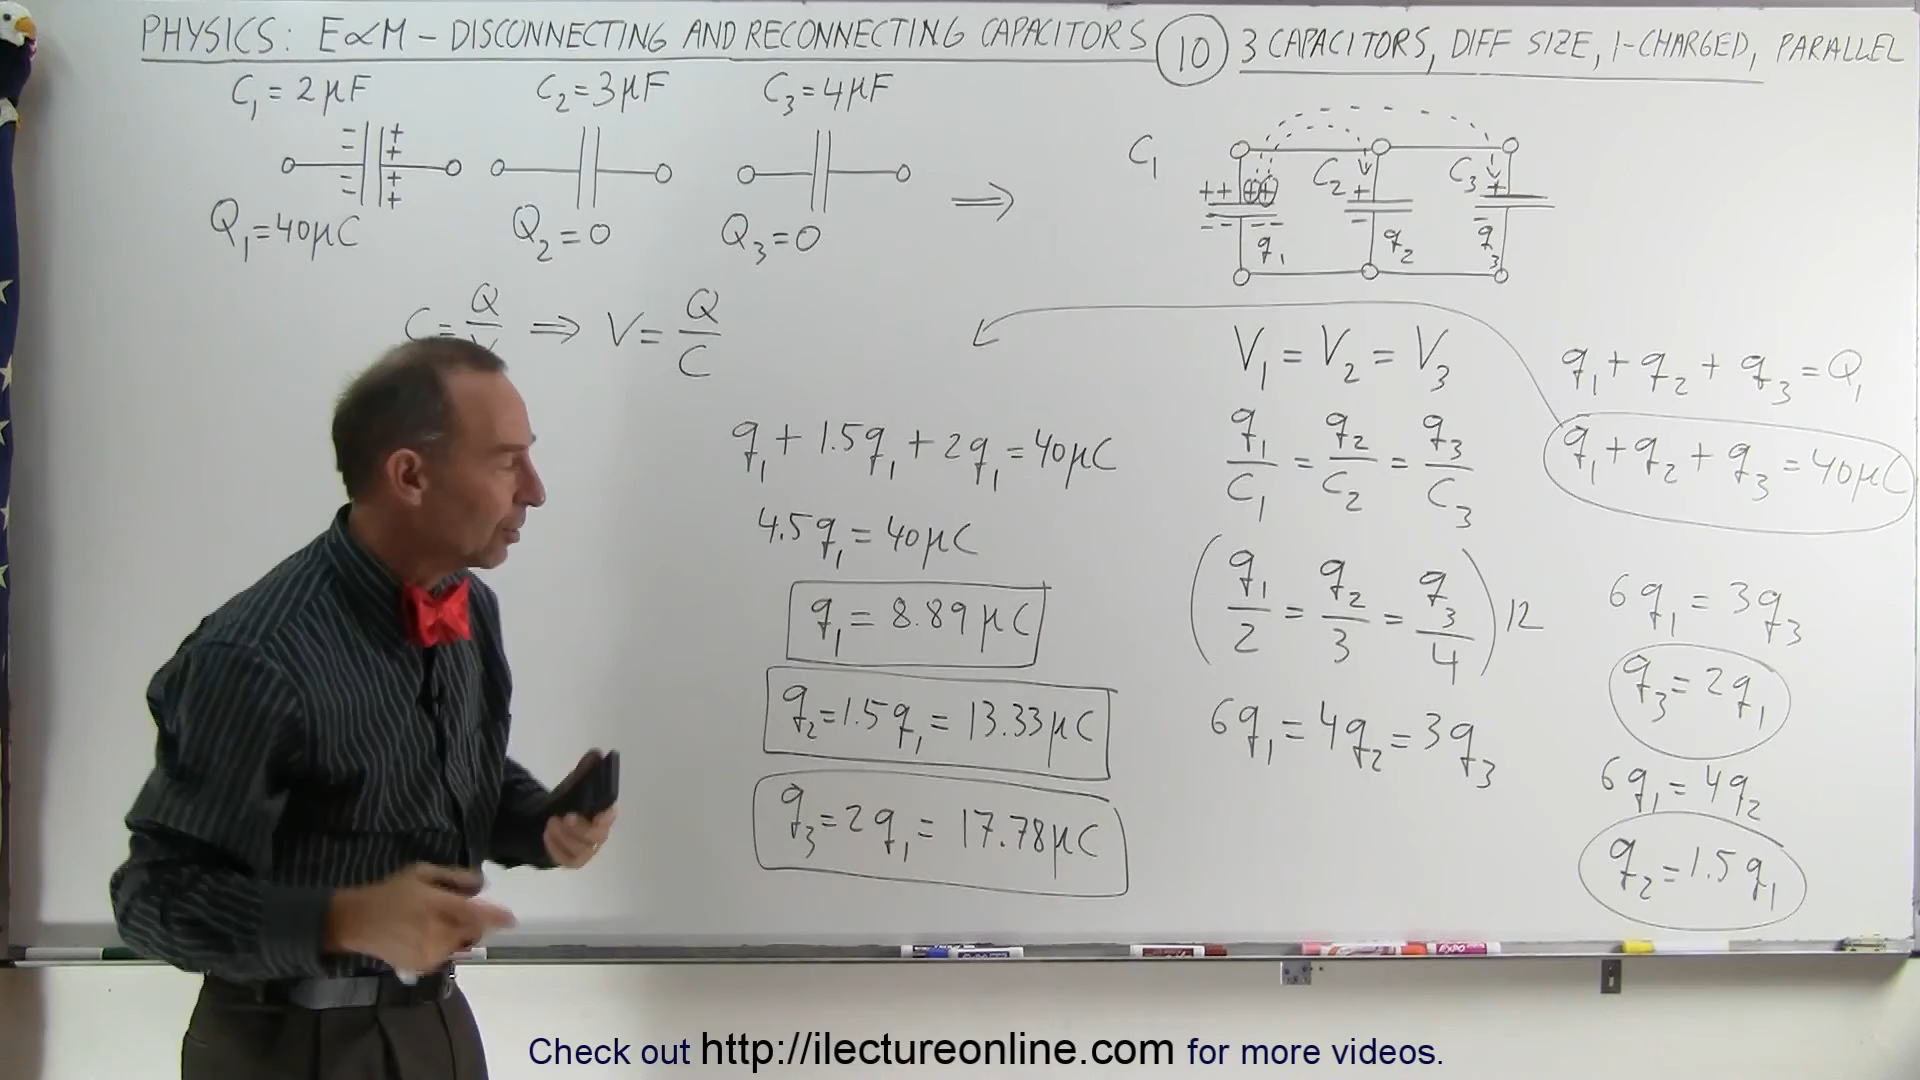 PHYSICS: E∝M – DISCONNECTING AND RECONNECTING CAPACITORS (10) 3 CAPACITORS, DIFF SIZE, 1-CHARGED, PARALLEL
C₁ = 2μF
C₂ = 3μF
C₃ = 4μF
Q₁ = 40μC
Q₂ = 0
Q₃ = 0
⇒
C₁
C₂
C₃
q₁
q₂
q₃
C = Q ⇒ V = Q/C
V₁ = V₂ = V₃
q₁/C₁ = q₂/C₂ = q₃/C₃
(q₁/2 = q₂/3 = q₃/4) 12
6q₁ = 4q₂ = 3q₃
q₁ + q₂ + q₃ = Q₁
q₁ + q₂ + q₃ = 40μC
6q₁ = 3q₃
q₃ = 2q₁
6q₁ = 4q₂
q₂ = 1.5q₁
q₁ + 1.5q₁ + 2q₁ = 40μC
4.5q₁ = 40μC
q₁ = 8.89μC
q₂ = 1.5q₁ = 13.33μC
q₃ = 2q₁ = 17.78μC
EXPO
Check out http://ilectureonline.com for more videos.